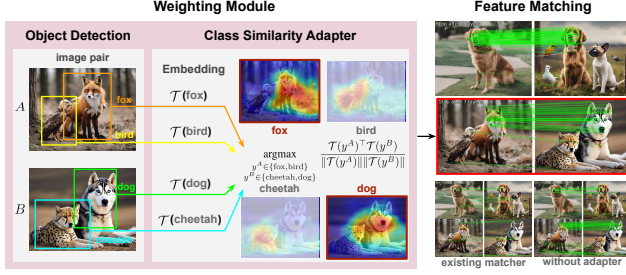 Weighting Module
Feature Matching
Object Detection
Class Similarity Adapter
image pair
Embedding
A
fox
bird
B
dog
𝒯(fox)
𝒯(bird)
𝒯(dog)
𝒯(cheetah)
fox
bird
argmax
y^A∈{fox,bird}
y^B∈{cheetah,dog}
𝒯(y^A)^⊤𝒯(y^B)
‖𝒯(y^A)‖‖𝒯(y^B)‖
cheetah
dog
existing matcher
without adapter